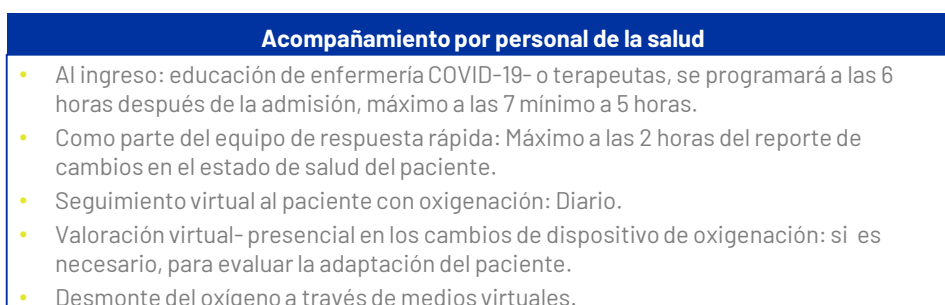 Acompañamiento por personal de la salud
• Al ingreso: educación de enfermería COVID-19- o terapeutas, se programará a las 6
horas después de la admisión, máximo a las 7 mínimo a 5 horas.
• Como parte del equipo de respuesta rápida: Máximo a las 2 horas del reporte de
cambios en el estado de salud del paciente.
• Seguimiento virtual al paciente con oxigenación: Diario.
• Valoración virtual- presencial en los cambios de dispositivo de oxigenación: si es
necesario, para evaluar la adaptación del paciente.
• Desmonte del oxígeno a través de medios virtuales.